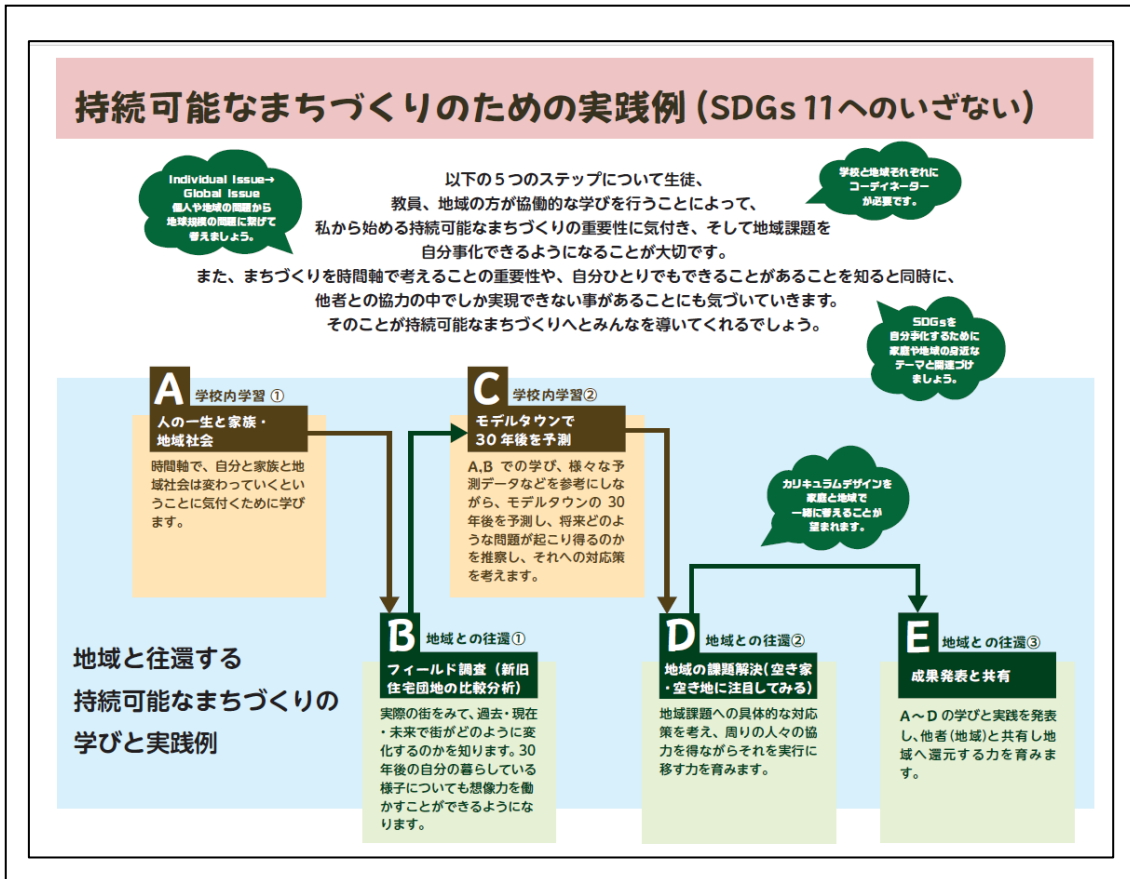 持続可能なまちづくりのための実践例 (SDGs 11へのいざない)
Individual Issue→
Global Issue
個人や地域の問題から
地球規模の問題に繋げて
考えましょう。
学校と地域それぞれに
コーディネーター
が必要です。
以下の5つのステップについて生徒、
教員、地域の方が協働的な学びを行うことによって、
私から始める持続可能なまちづくりの重要性に気付き、そして地域課題を
自分事化できるようになることが大切です。
また、まちづくりを時間軸で考えることの重要性や、自分ひとりでもできることがあることを知ると同時に、
他者との協力の中でしか実現できない事があることにも気づいていきます。
そのことが持続可能なまちづくりへとみんなを導いてくれるでしょう。
SDGsを
自分事化するために
家庭や地域の身近な
テーマと関連づけ
ましょう。
A 学校内学習 ①
人の一生と家族・
地域社会
時間軸で、自分と家族と地
域社会は変わっていくとい
うことに気付くために学び
ます。
C 学校内学習②
モデルタウンで
30年後を予測
A,B での学び、様々な予
測データなどを参考にしな
がら、モデルタウンの 30
年後を予測し、将来どのよ
うな問題が起こり得るのか
を推察し、それへの対応策
を考えます。
カリキュラムデザインを
家庭と地域で
一緒に考えることが
望まれます。
地域と往還する
持続可能なまちづくりの
学びと実践例
B 地域との往還①
フィールド調査（新旧
住宅団地の比較分析）
実際の街をみて、過去・現在
・未来で街がどのように変
化するのかを知ります。30
年後の自分の暮らしている
様子についても想像力を働
かすことができるようにな
ります。
D 地域との往還②
地域の課題解決(空き家
・空き地に注目してみる)
地域課題への具体的な対応
策を考え、周りの人々の協
力を得ながらそれを実行に
移す力を育みます。
E 地域との往還③
成果発表と共有
A～D の学びと実践を発表
し、他者(地域)と共有し地
域へ還元する力を育みま
す。